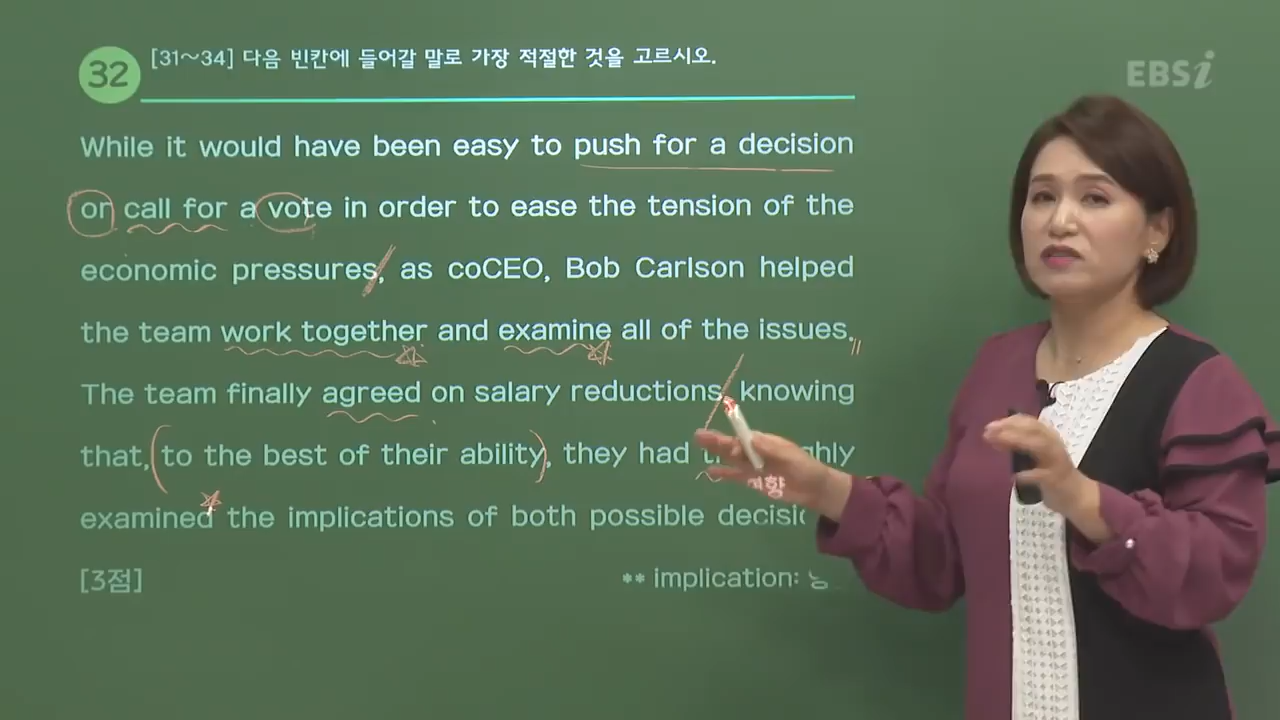 32
[31~34] 다음 빈칸에 들어갈 말로 가장 적절한 것을 고르시오.
EBSi
While it would have been easy to push for a decision
or call for a vote in order to ease the tension of the
economic pressures, as coCEO, Bob Carlson helped
the team work together and examine all of the issues.
The team finally agreed on salary reductions, knowing
that, to the best of their ability, they had
examined the implications of both possible
[3점]
** implication: